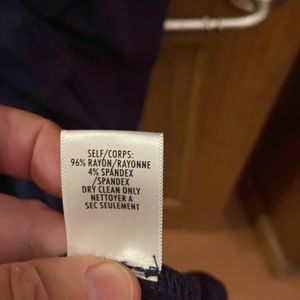 SELF/CORPS:
96% RAYON/RAYONNE
4% SPANDEX
/SPANDEX
DRY CLEAN ONLY
NETTOYER A
SEC SEULEMENT